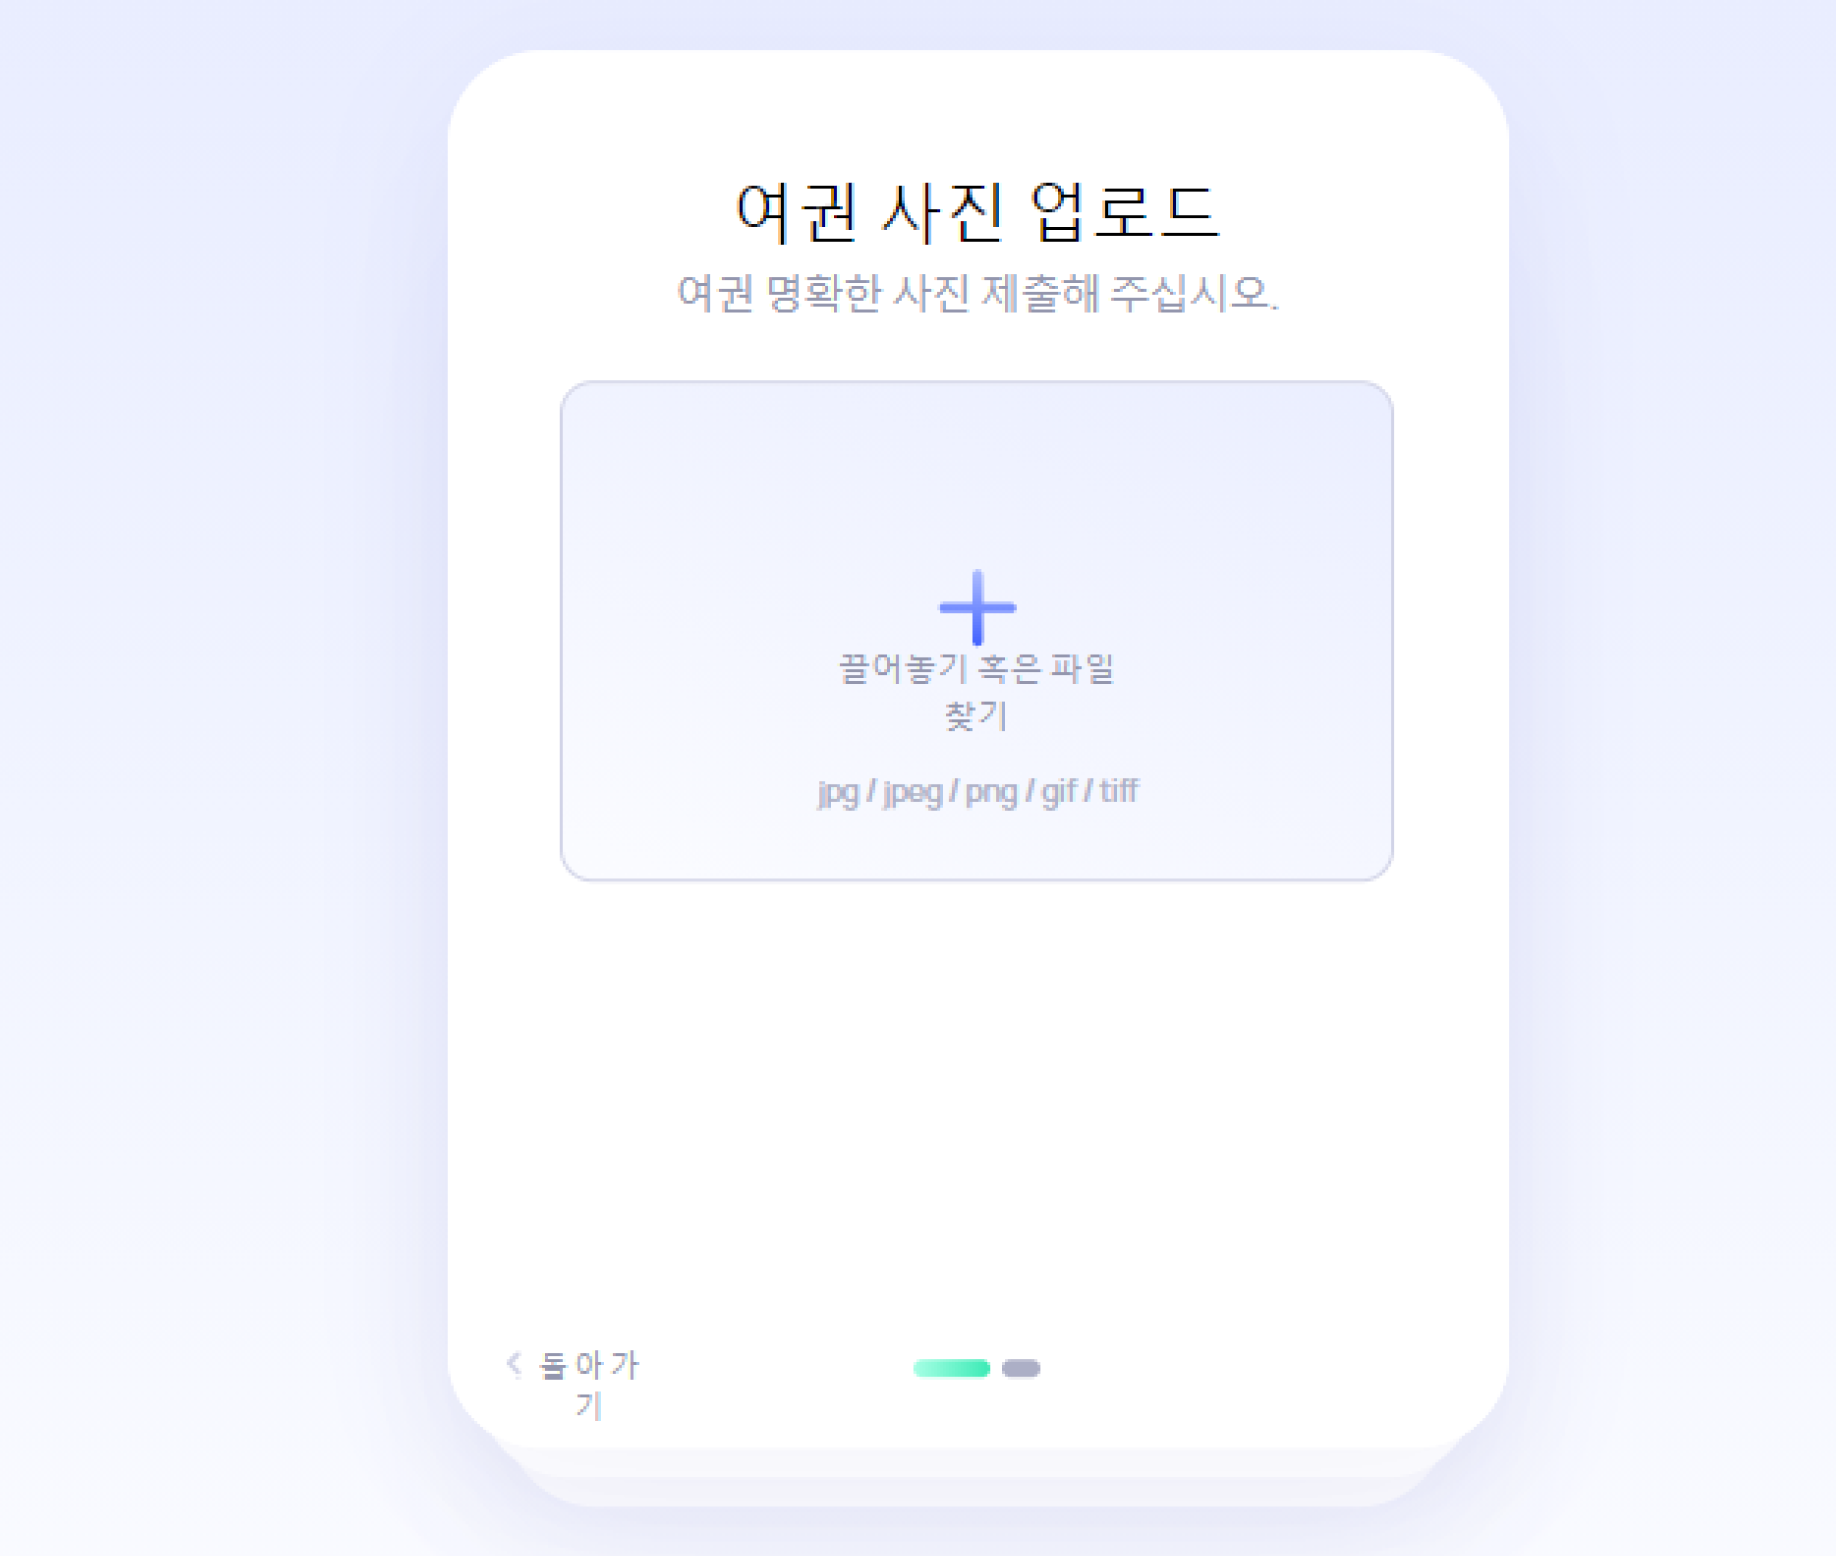 여권 사진 업로드
여권 명확한 사진 제출해 주십시오.
끌어놓기 혹은 파일
찾기
jpg / jpeg / png / gif / tiff
돌아가
기